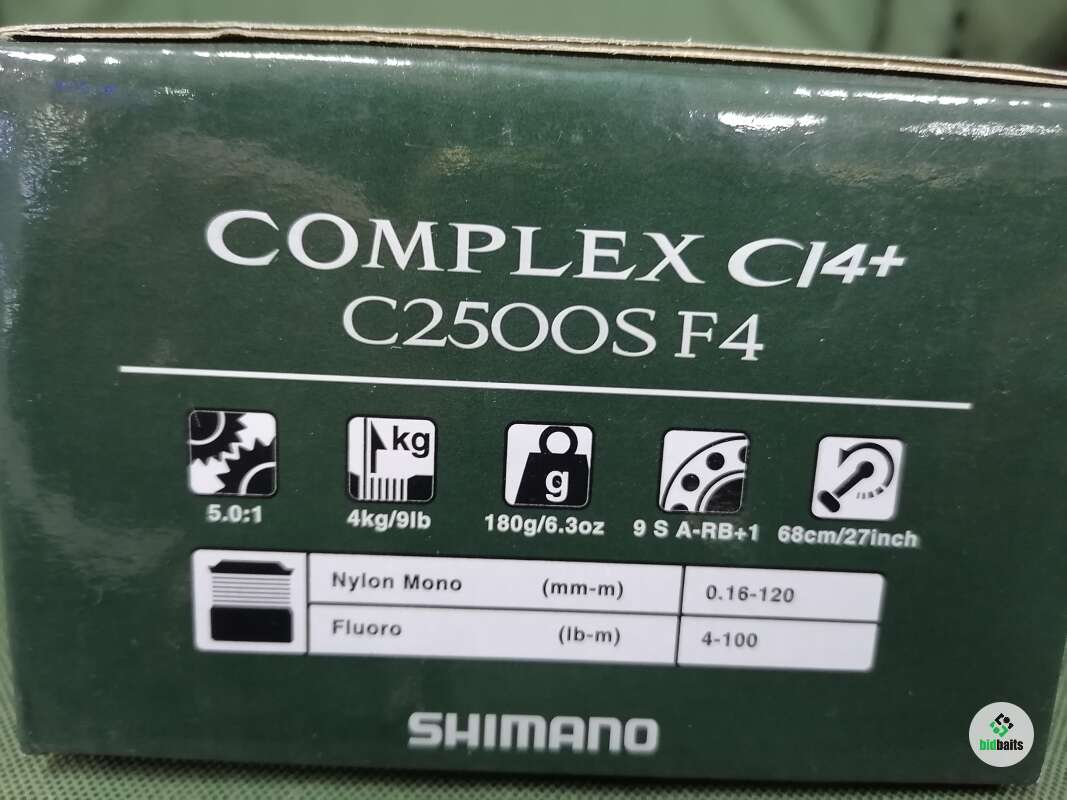 COMPLEX CI4+
C2500S F4
kg
g
5.0:1
4kg/9lb
180g/6.3oz
9 S A-RB+1
68cm/27inch
Nylon Mono (mm-m) 0.16-120
Fluoro (lb-m) 4-100
SHIMANO
bidbaits